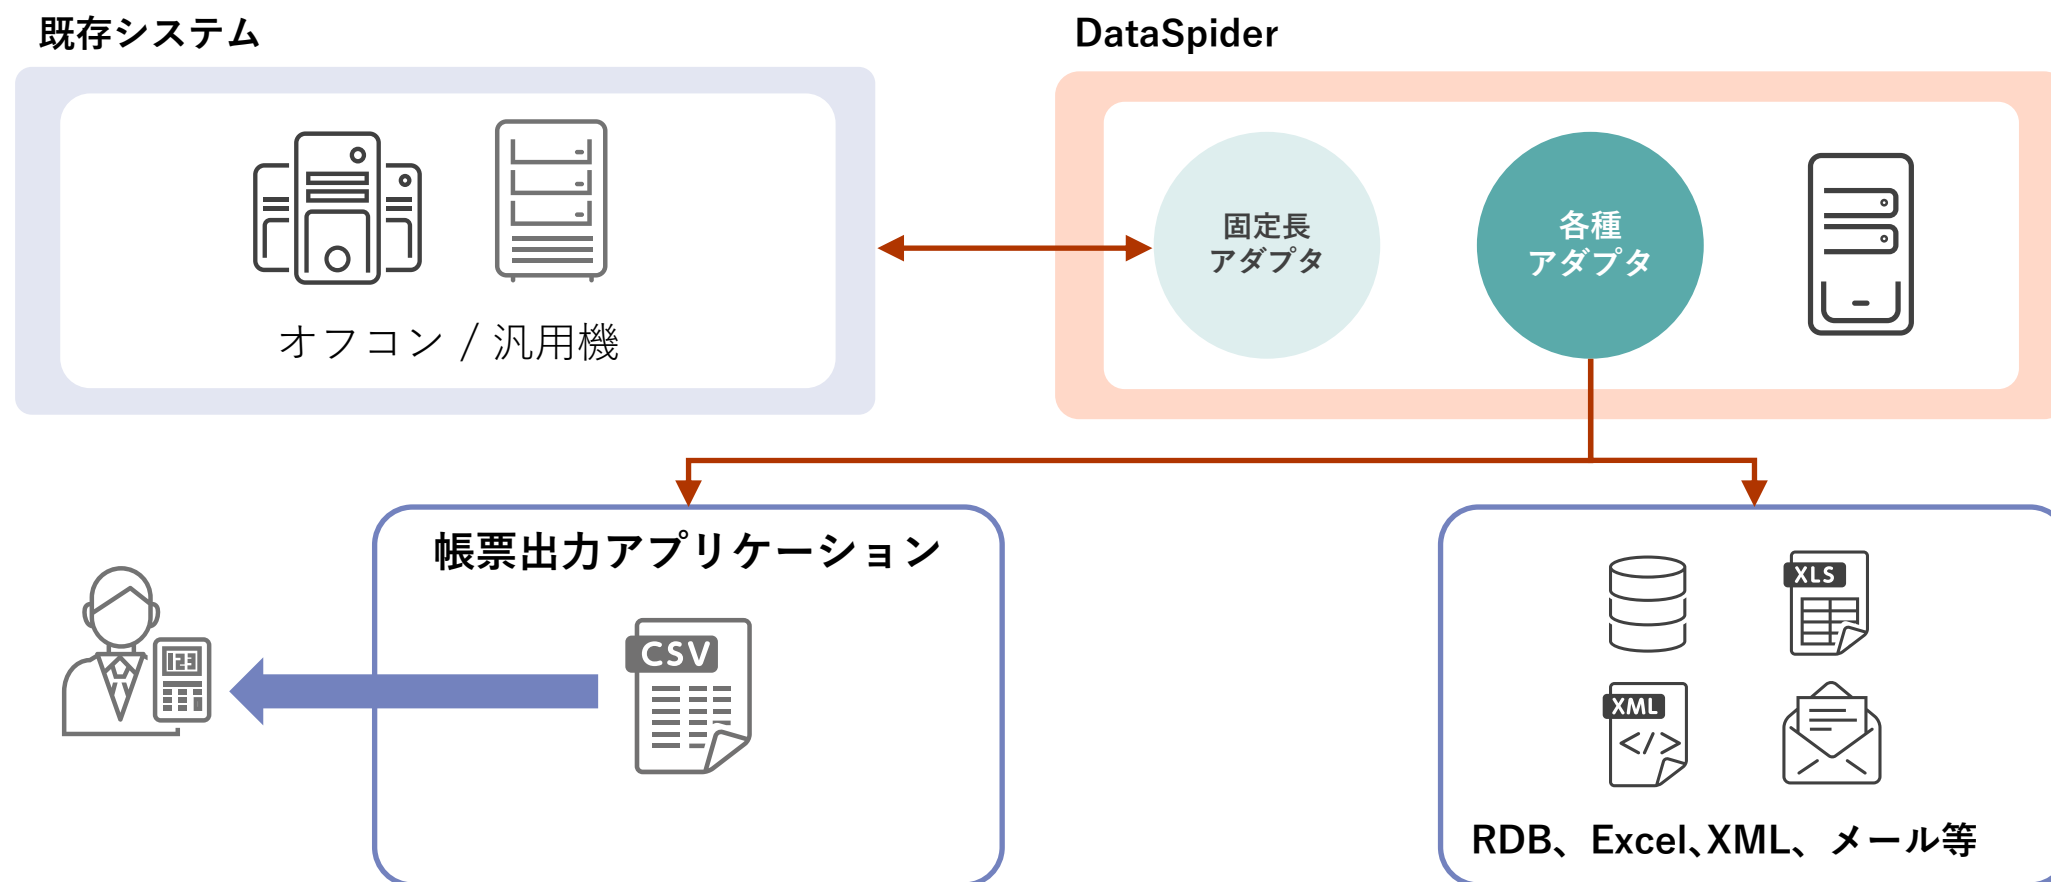 既存システム
DataSpider
固定長
アダプタ
各種
アダプタ
オフコン / 汎用機
帳票出力アプリケーション
123
CSV
XLS
XML
</>
RDB、Excel、XML、メール等